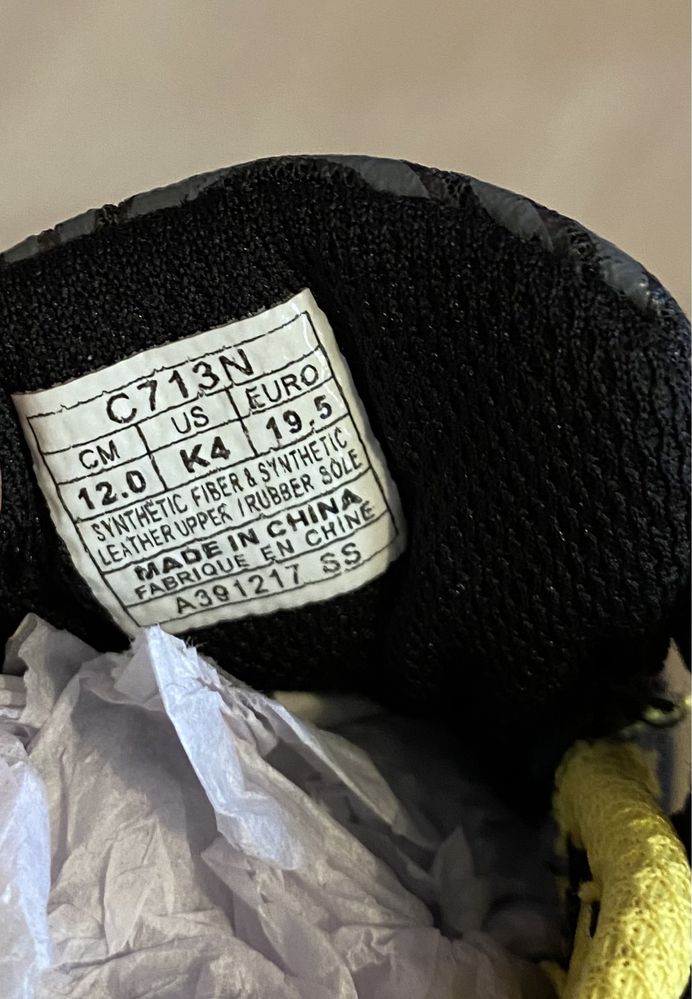 C713N
CM US EURO
12.0 K4 19.5
SYNTHETIC FIBER & SYNTHETIC
LEATHER UPPER / RUBBER SOLE
MADE IN CHINA
FABRIQUE EN CHINE
A391217 SS